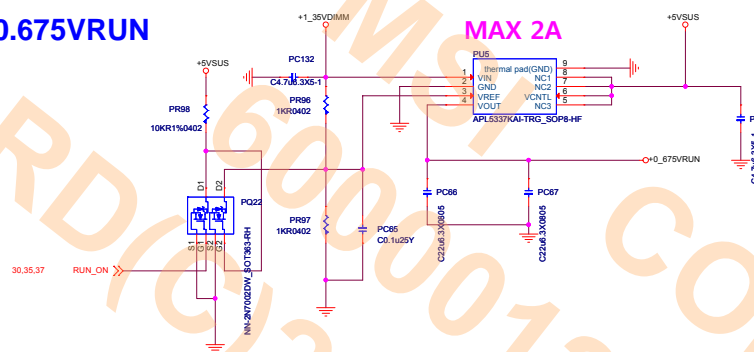 0.675VRUN
+1_35VDIMM
MAX 2A
+5VSUS
+5VSUS
PC132
C4.7u6.3X5-1
PU5
thermal pad(GND)
1 VIN
2 GND
3 VREF
4 VOUT
9
NC1 8
NC2 7
VCNTL 6
NC3 5
APL5337KAI-TRG_SOP8-HF
PR98
10KR1%0402
PR96
1KR0402
+0_675VRUN
D1 D2
PQ22
S1 G1 S2 G2
NN-2N7002DW_SOT363-RH
PR97
1KR0402
PC65
C0.1u25Y
PC66
C22u6.3X0805
PC67
C22u6.3X0805
30,35,37 RUN_ON
MSI